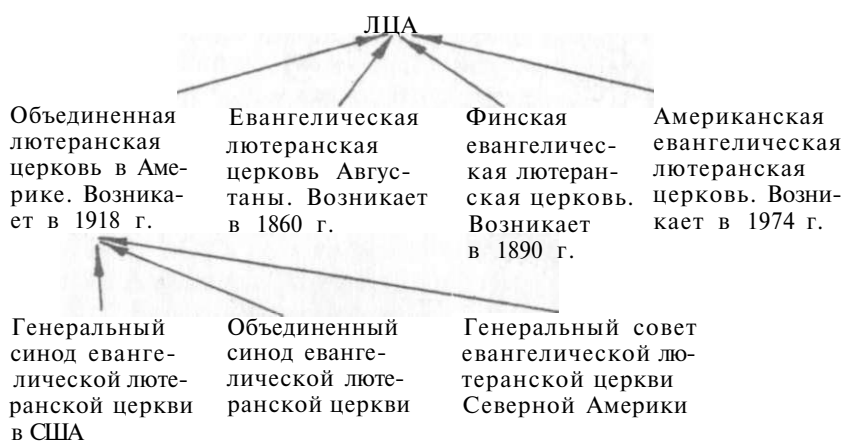 ЛЦА
Объединенная
лютеранская
церковь в Аме-
рике. Возника-
ет в 1918 г.
Евангелическая
лютеранская
церковь Авгус-
таны. Возникает
в 1860 г.
Финская
евангеличес-
кая лютеран-
ская церковь.
Возникает
в 1890 г.
Американская
евангелическая
лютеранская
церковь. Возни-
кает в 1974 г.
Генеральный
синод еванге-
лической люте-
ранской церкви
в США
Объединенный
синод еванге-
лической люте-
ранской церкви
Генеральный совет
евангелической лю-
теранской церкви
Северной Америки